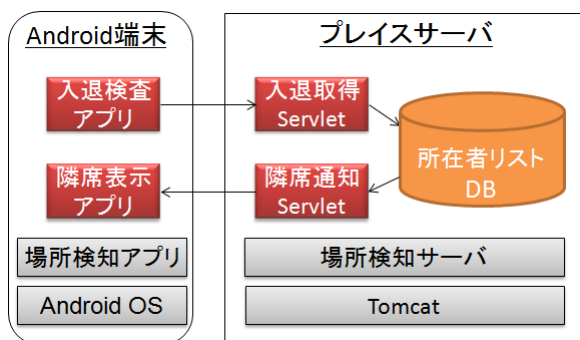 Android端末
プレイスサーバ
入退検査
アプリ
入退取得
Servlet
所在者リスト
DB
隣席表示
アプリ
隣席通知
Servlet
場所検知アプリ
場所検知サーバ
Android OS
Tomcat